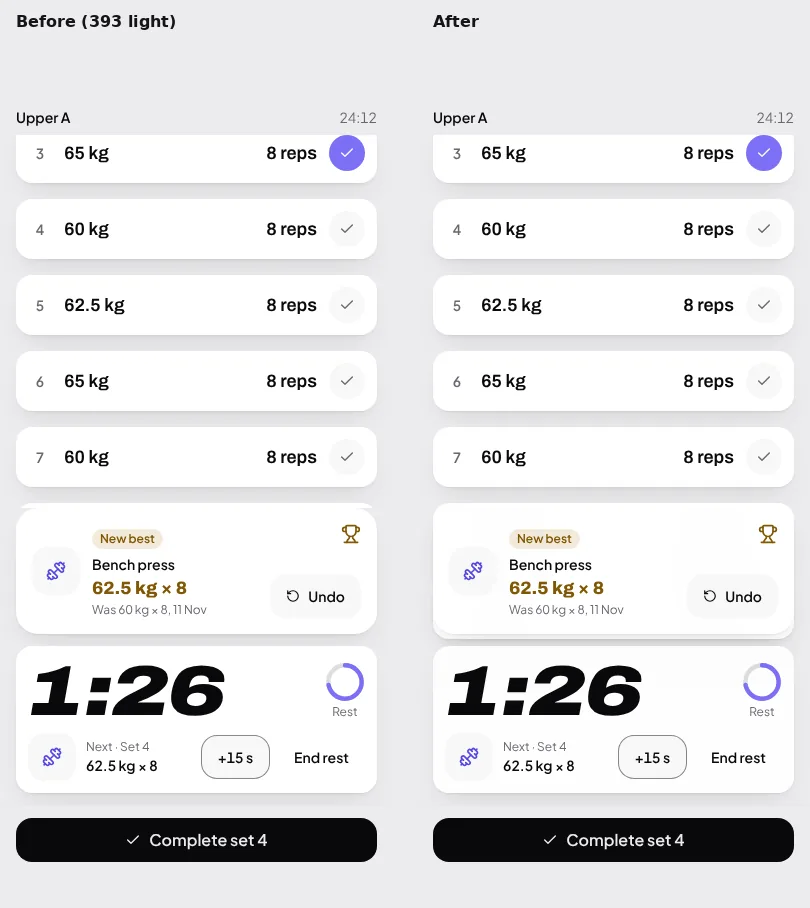 Before (393 light)
Upper A 24:12
3 65 kg 8 reps
4 60 kg 8 reps
5 62.5 kg 8 reps
6 65 kg 8 reps
7 60 kg 8 reps
New best
Bench press
62.5 kg × 8
Was 60 kg × 8, 11 Nov
Undo
1:26
Rest
Next · Set 4
62.5 kg × 8
+15 s
End rest
Complete set 4
After
Upper A 24:12
3 65 kg 8 reps
4 60 kg 8 reps
5 62.5 kg 8 reps
6 65 kg 8 reps
7 60 kg 8 reps
New best
Bench press
62.5 kg × 8
Was 60 kg × 8, 11 Nov
Undo
1:26
Rest
Next · Set 4
62.5 kg × 8
+15 s
End rest
Complete set 4